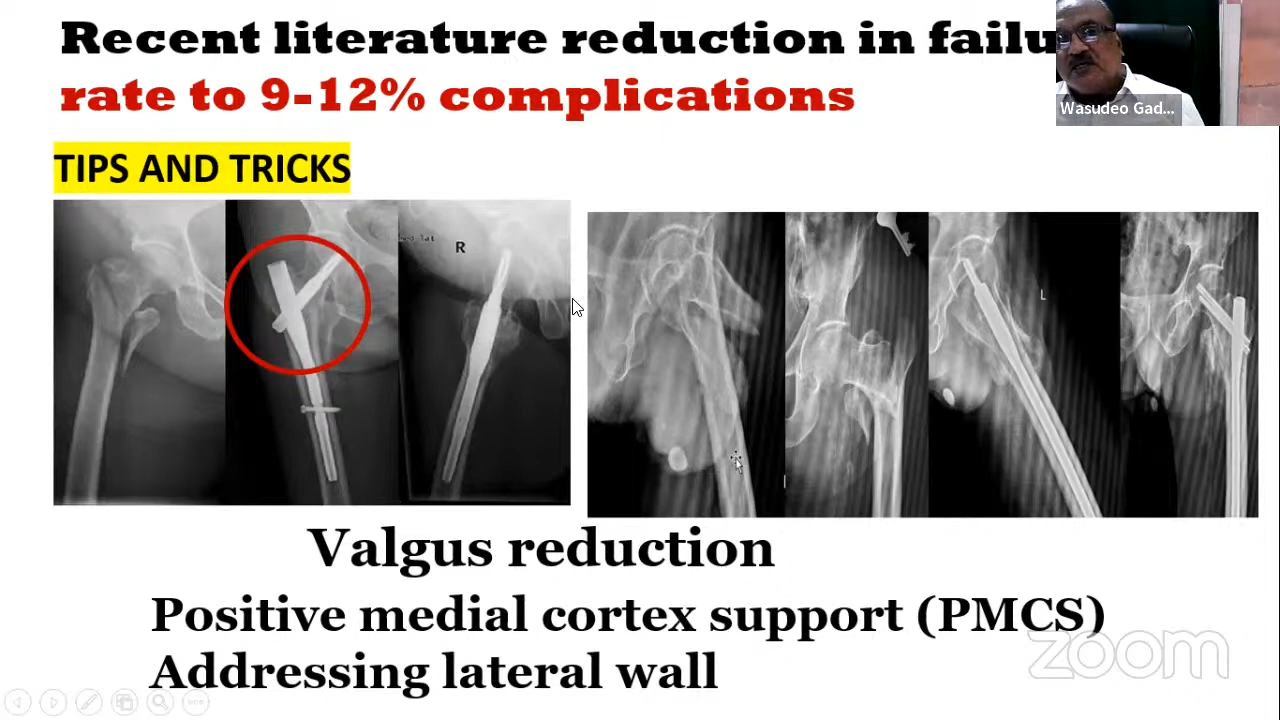 Recent literature reduction in failu
rate to 9-12% complications
Wasudeo Gad...
TIPS AND TRICKS
R
L
Valgus reduction
Positive medial cortex support (PMCS)
Addressing lateral wall
zoom